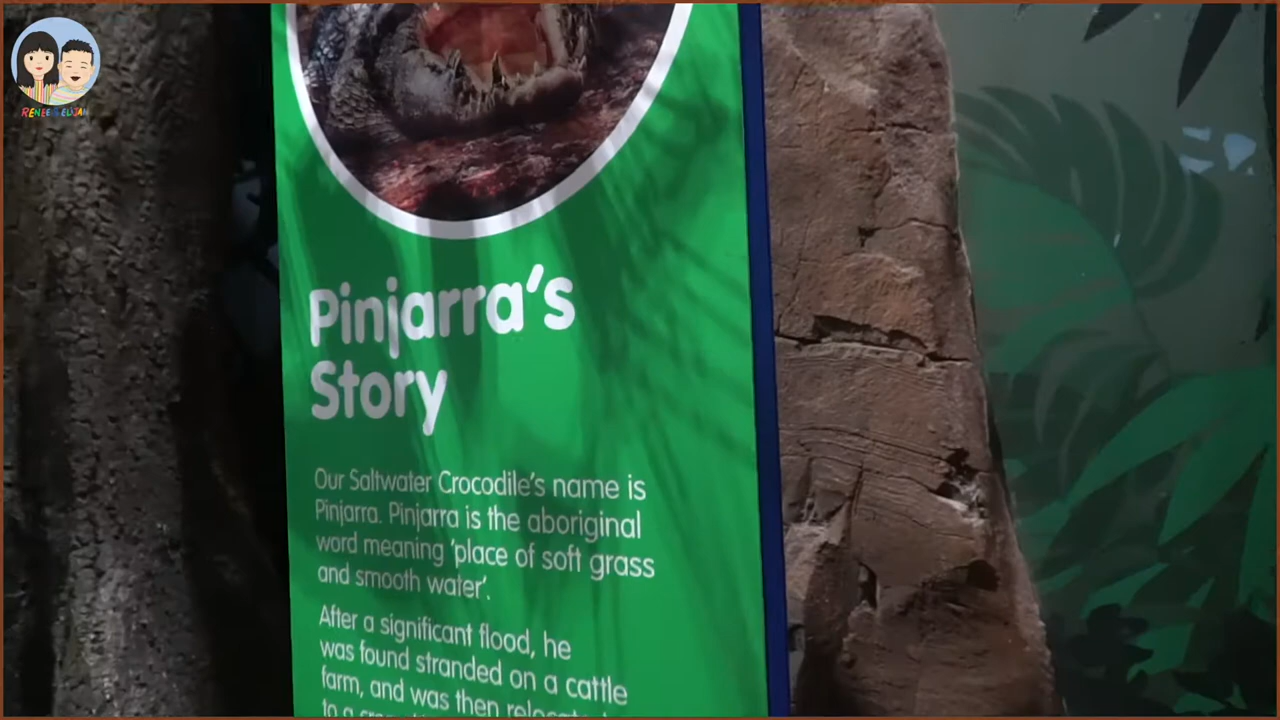 Pinjarra's
Story
Our Saltwater Crocodile's name is
Pinjarra. Pinjarra is the aboriginal
word meaning 'place of soft grass
and smooth water'.
After a significant flood, he
was found stranded on a cattle
farm, and was then
to a